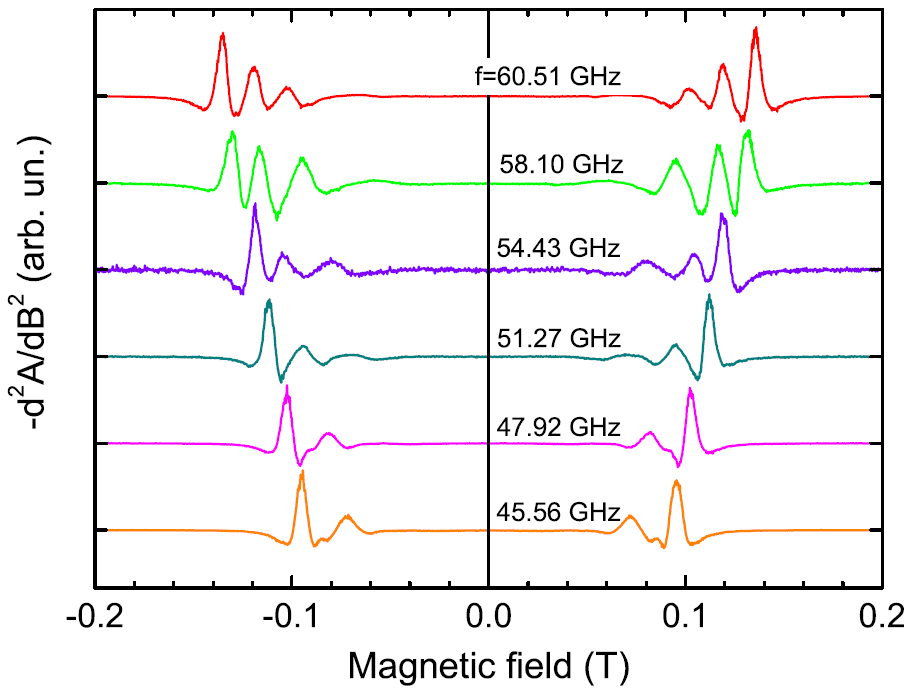 f=60.51 GHz
58.10 GHz
54.43 GHz
51.27 GHz
47.92 GHz
45.56 GHz
-d²A/dB² (arb. un.)
-0.2 -0.1 0.0 0.1 0.2
Magnetic field (T)